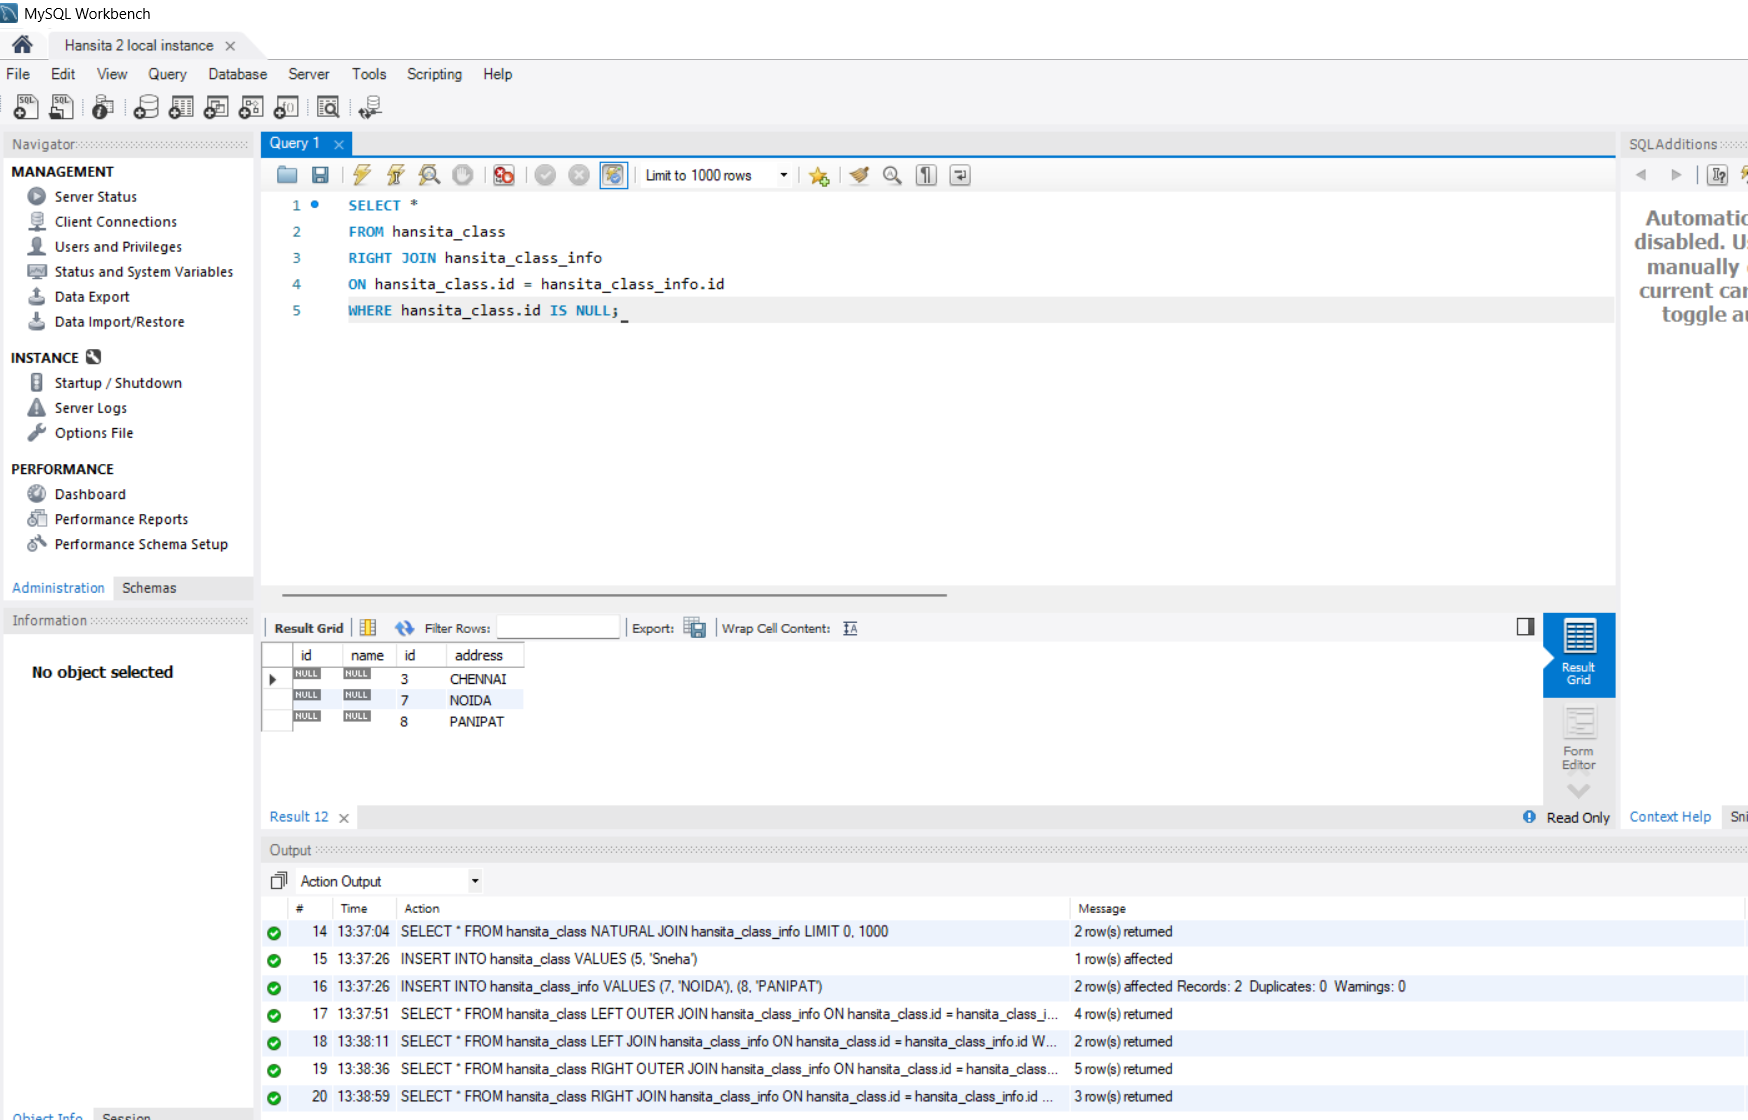 MySQL Workbench
Hansita 2 local instance
File Edit View Query Database Server Tools Scripting Help
Navigator
MANAGEMENT
Server Status
Client Connections
Users and Privileges
Status and System Variables
Data Export
Data Import/Restore
INSTANCE
Startup / Shutdown
Server Logs
Options File
PERFORMANCE
Dashboard
Performance Reports
Performance Schema Setup
Administration Schemas
Information
No object selected
Object Info Session
Query 1
Limit to 1000 rows
1 SELECT *
2 FROM hansita_class
3 RIGHT JOIN hansita_class_info
4 ON hansita_class.id = hansita_class_info.id
5 WHERE hansita_class.id IS NULL;
Result Grid Filter Rows: Export: Wrap Cell Content:
id name id address
NULL NULL 3 CHENNAI
NULL NULL 7 NOIDA
NULL NULL 8 PANIPAT
Result Grid
Form Editor
Result 12 Read Only
SQLAdditions
Automatic
disabled. Us
manually
current car
toggle au
Context Help Sni
Output
Action Output
# Time Action Message
14 13:37:04 SELECT * FROM hansita_class NATURAL JOIN hansita_class_info LIMIT 0, 1000 2 row(s) returned
15 13:37:26 INSERT INTO hansita_class VALUES (5, 'Sneha') 1 row(s) affected
16 13:37:26 INSERT INTO hansita_class_info VALUES (7, 'NOIDA'), (8, 'PANIPAT') 2 row(s) affected Records: 2 Duplicates: 0 Warnings: 0
17 13:37:51 SELECT * FROM hansita_class LEFT OUTER JOIN hansita_class_info ON hansita_class.id = hansita_class_i... 4 row(s) returned
18 13:38:11 SELECT * FROM hansita_class LEFT JOIN hansita_class_info ON hansita_class.id = hansita_class_info.id W... 2 row(s) returned
19 13:38:36 SELECT * FROM hansita_class RIGHT OUTER JOIN hansita_class_info ON hansita_class.id = hansita_class... 5 row(s) returned
20 13:38:59 SELECT * FROM hansita_class RIGHT JOIN hansita_class_info ON hansita_class.id = hansita_class_info.id ... 3 row(s) returned